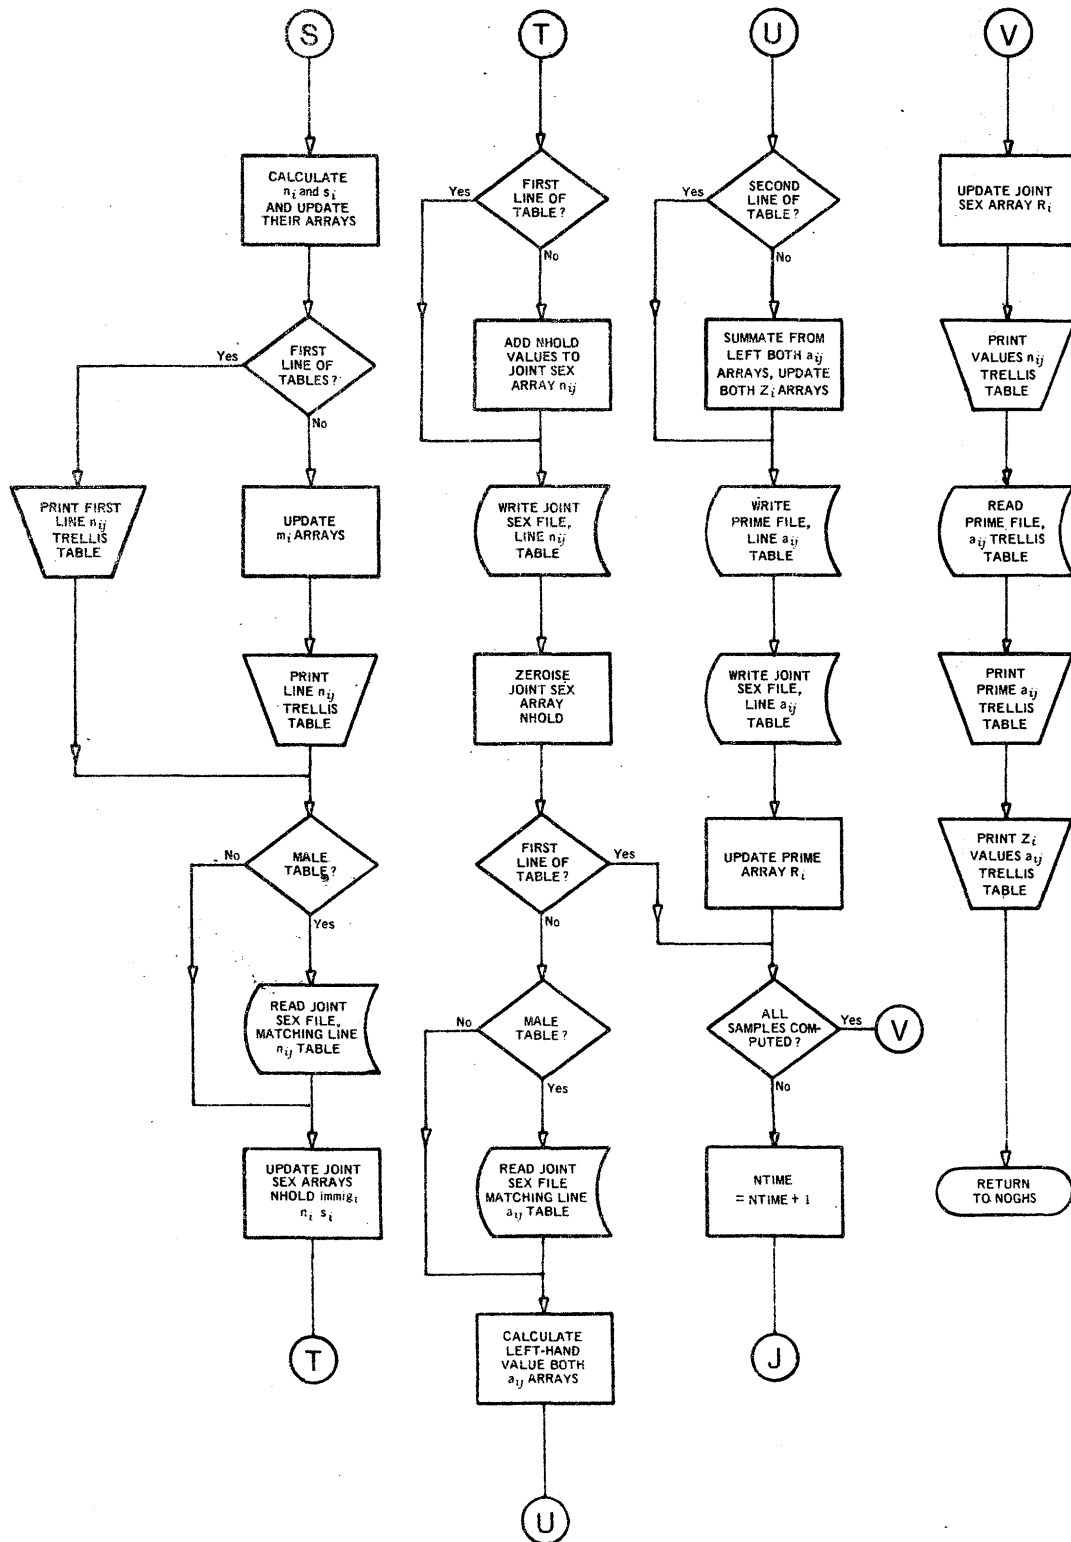 S
CALCULATE
n_i and s_i
AND UPDATE
THEIR ARRAYS
FIRST
LINE OF
TABLES?
Yes
No
PRINT FIRST
LINE n_ij
TRELLIS
TABLE
UPDATE
m_i ARRAYS
PRINT
LINE n_ij
TRELLIS
TABLE
MALE
TABLE?
No
Yes
READ JOINT
SEX FILE,
MATCHING LINE
n_ij TABLE
UPDATE JOINT
SEX ARRAYS
NHOLD immig_i
n_i s_i
T
T
FIRST
LINE OF
TABLE?
Yes
No
ADD NHOLD
VALUES TO
JOINT SEX
ARRAY n_ij
WRITE JOINT
SEX FILE,
LINE n_ij
TABLE
ZEROISE
JOINT SEX
ARRAY
NHOLD
FIRST
LINE OF
TABLE?
Yes
No
MALE
TABLE?
No
Yes
READ JOINT
SEX FILE
MATCHING LINE
a_ij TABLE
CALCULATE
LEFT-HAND
VALUE BOTH
a_ij ARRAYS
U
U
SECOND
LINE OF
TABLE?
Yes
No
SUMMATE FROM
LEFT BOTH a_ij
ARRAYS, UPDATE
BOTH Z_i ARRAYS
WRITE
PRIME FILE,
LINE a_ij
TABLE
WRITE JOINT
SEX FILE,
LINE a_ij
TABLE
UPDATE PRIME
ARRAY R_i
ALL
SAMPLES COM-
PUTED?
Yes
V
No
NTIME
= NTIME + 1
J
V
UPDATE JOINT
SEX ARRAY R_i
PRINT
VALUES n_ij
TRELLIS
TABLE
READ
PRIME FILE,
a_ij TRELLIS
TABLE
PRINT
PRIME a_ij
TRELLIS
TABLE
PRINT Z_i
VALUES a_ij
TRELLIS
TABLE
RETURN
TO NOGHS